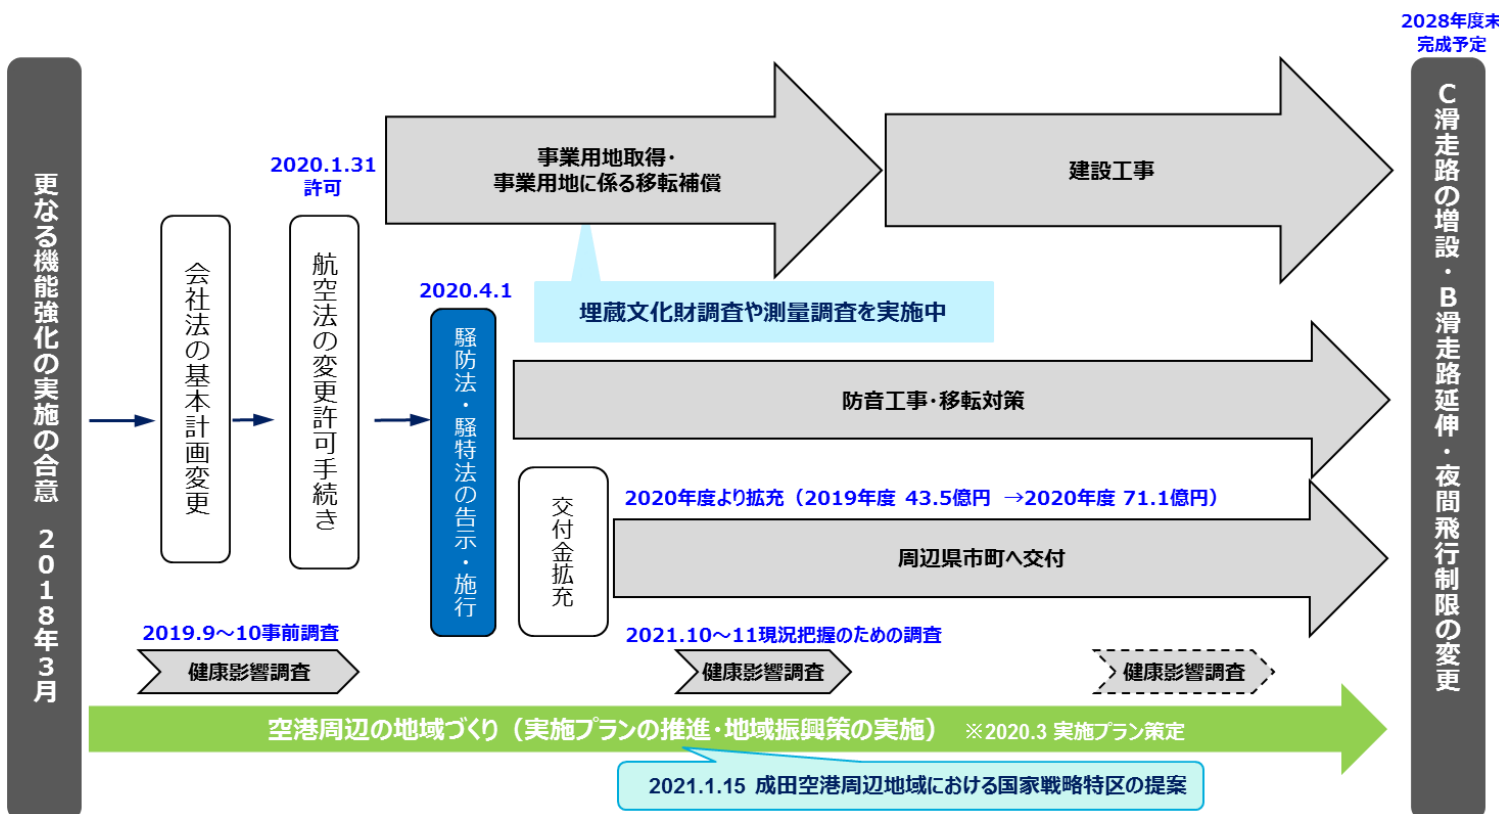 2028年度末
完成予定
更なる機能強化の実施の合意 2018年3月
会社法の基本計画変更
2020.1.31
許可
航空法の変更許可手続き
事業用地取得・
事業用地に係る移転補償
建設工事
埋蔵文化財調査や測量調査を実施中
2020.4.1
騒防法・騒特法の告示・施行
防音工事・移転対策
交付金拡充
2020年度より拡充（2019年度 43.5億円 →2020年度 71.1億円）
周辺県市町へ交付
2019.9～10事前調査
健康影響調査
2021.10～11現況把握のための調査
健康影響調査
健康影響調査
空港周辺の地域づくり（実施プランの推進・地域振興策の実施） ※2020.3 実施プラン策定
2021.1.15 成田空港周辺地域における国家戦略特区の提案
C滑走路の増設・B滑走路延伸・夜間飛行制限の変更